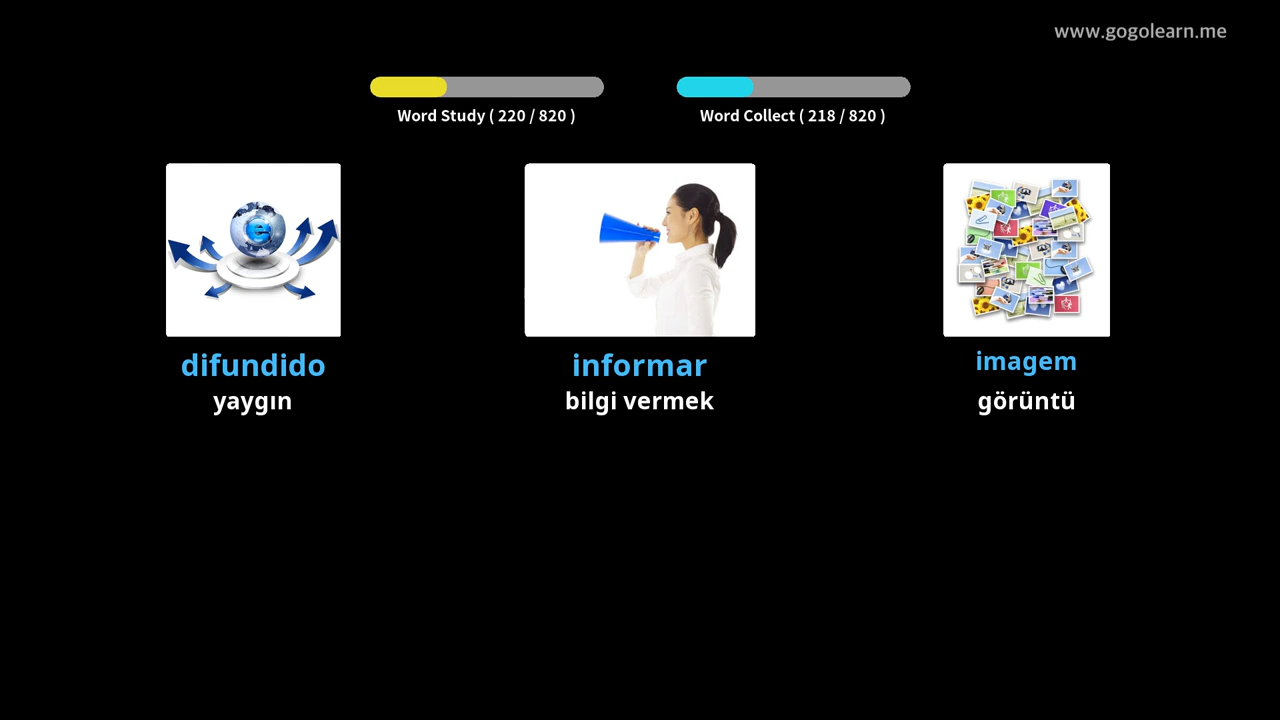 www.gogolearn.me
Word Study ( 220 / 820 )
Word Collect ( 218 / 820 )
e
difundido
informar
imagem
yaygın
bilgi vermek
görüntü